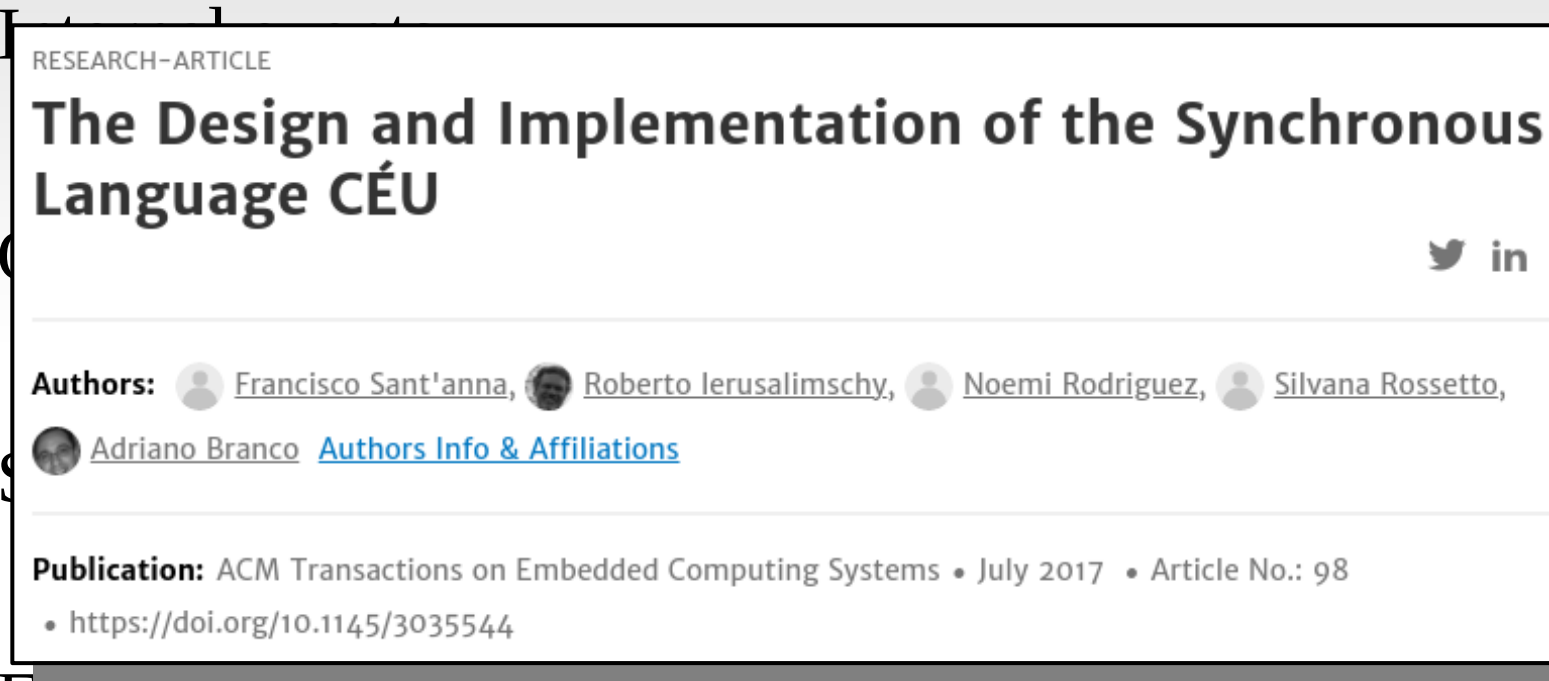 RESEARCH-ARTICLE
The Design and Implementation of the Synchronous
Language CÉU
in
Authors: Francisco Sant'anna, Roberto Ierusalimschy, Noemi Rodriguez, Silvana Rossetto,
Adriano Branco Authors Info & Affiliations
Publication: ACM Transactions on Embedded Computing Systems • July 2017 • Article No.: 98
• https://doi.org/10.1145/3035544